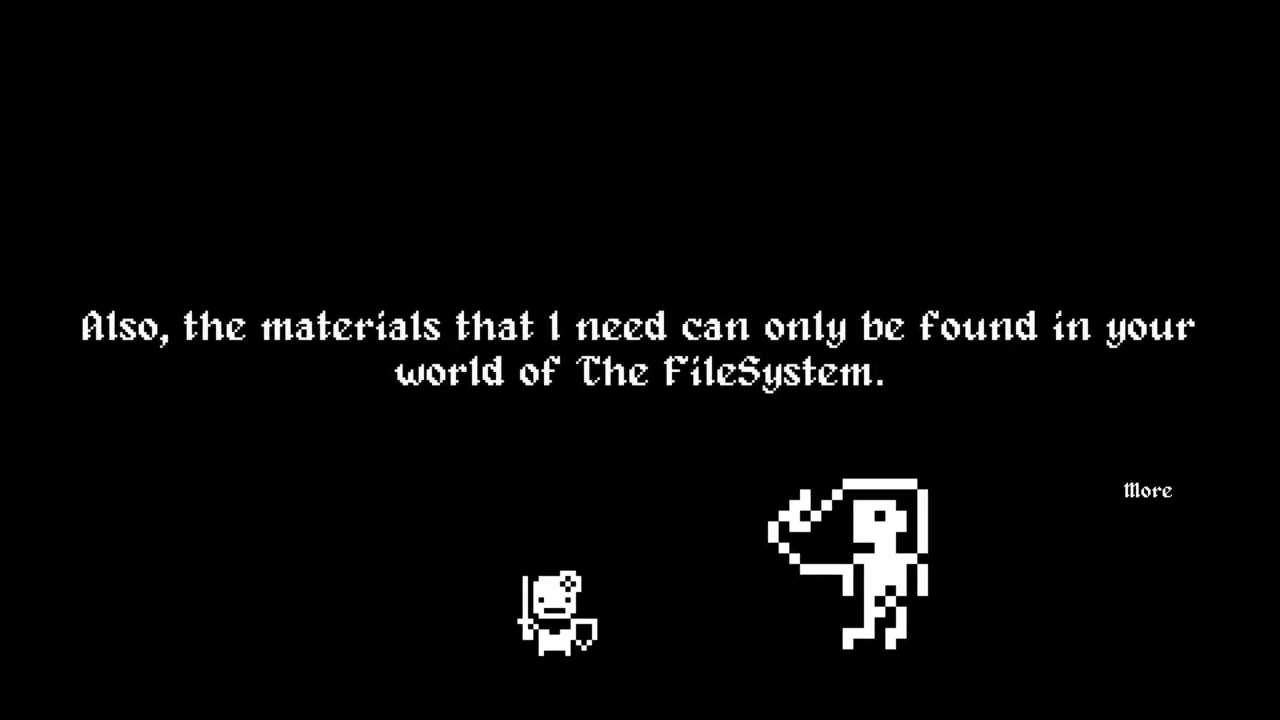 Also, the materials that I need can only be found in your
world of The FileSystem.
More